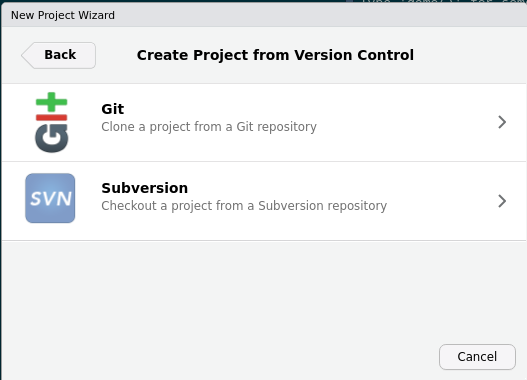 New Project Wizard
Back
Create Project from Version Control
Git
Git
Clone a project from a Git repository
SVN
Subversion
Checkout a project from a Subversion repository
Cancel